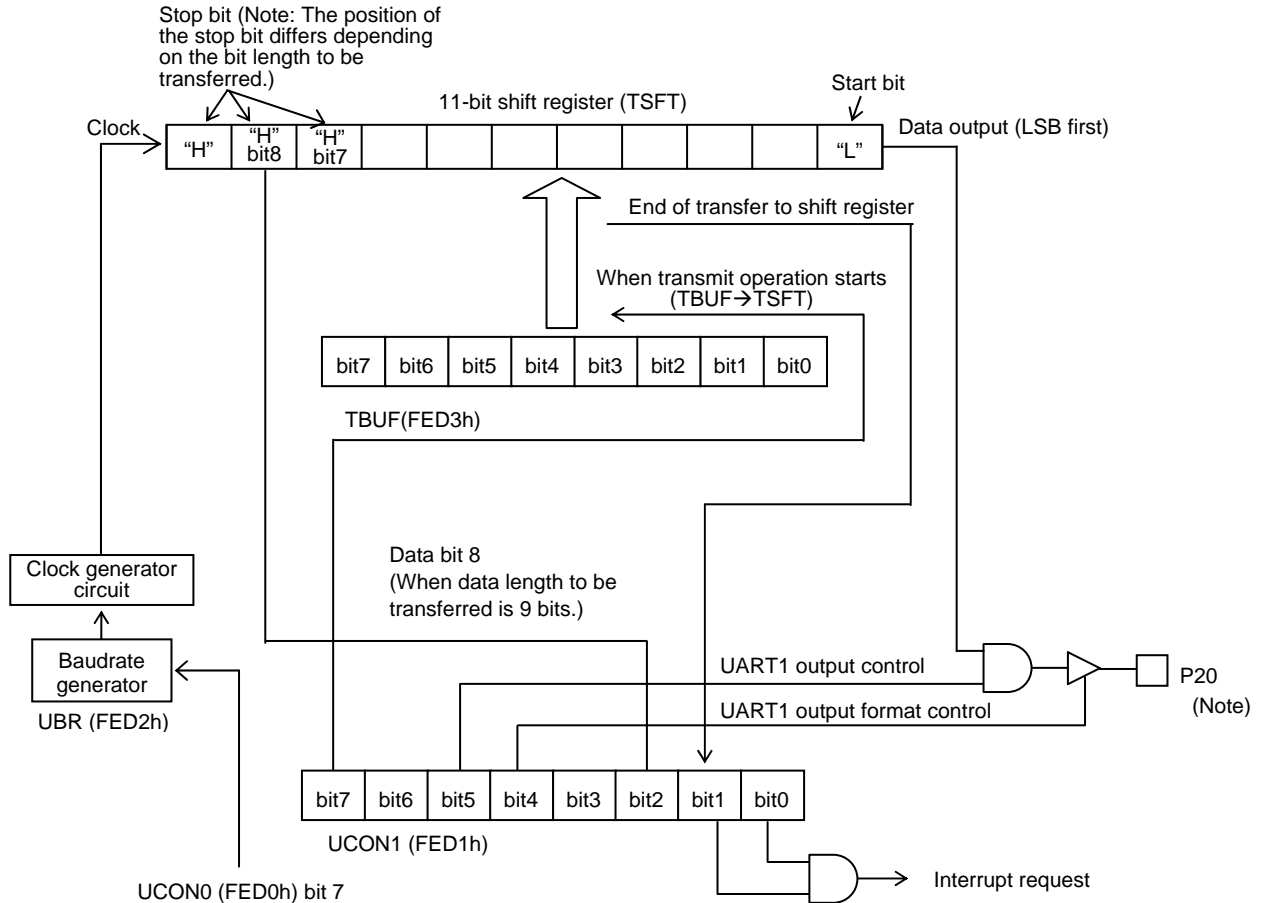 Stop bit (Note: The position of
the stop bit differs depending
on the bit length to be
transferred.)
11-bit shift register (TSFT)
Start bit
Clock
Data output (LSB first)
“H”
“H”
bit8
“H”
bit7
“L”
End of transfer to shift register
When transmit operation starts
(TBUF→TSFT)
bit7 bit6 bit5 bit4 bit3 bit2 bit1 bit0
TBUF(FED3h)
Data bit 8
(When data length to be
transferred is 9 bits.)
Clock generator
circuit
Baudrate
generator
UBR (FED2h)
UART1 output control
P20
(Note)
UART1 output format control
bit7 bit6 bit5 bit4 bit3 bit2 bit1 bit0
UCON1 (FED1h)
UCON0 (FED0h) bit 7
Interrupt request